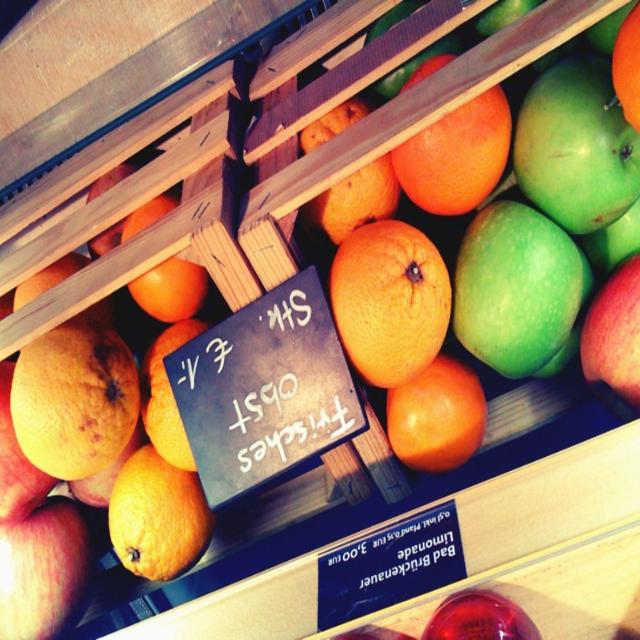 Frisches
Obst
Stk. € 1.-
Bad Brückenauer
Limonade
0,5l inkl. Pfand 0,15 EUR 3,00 EUR